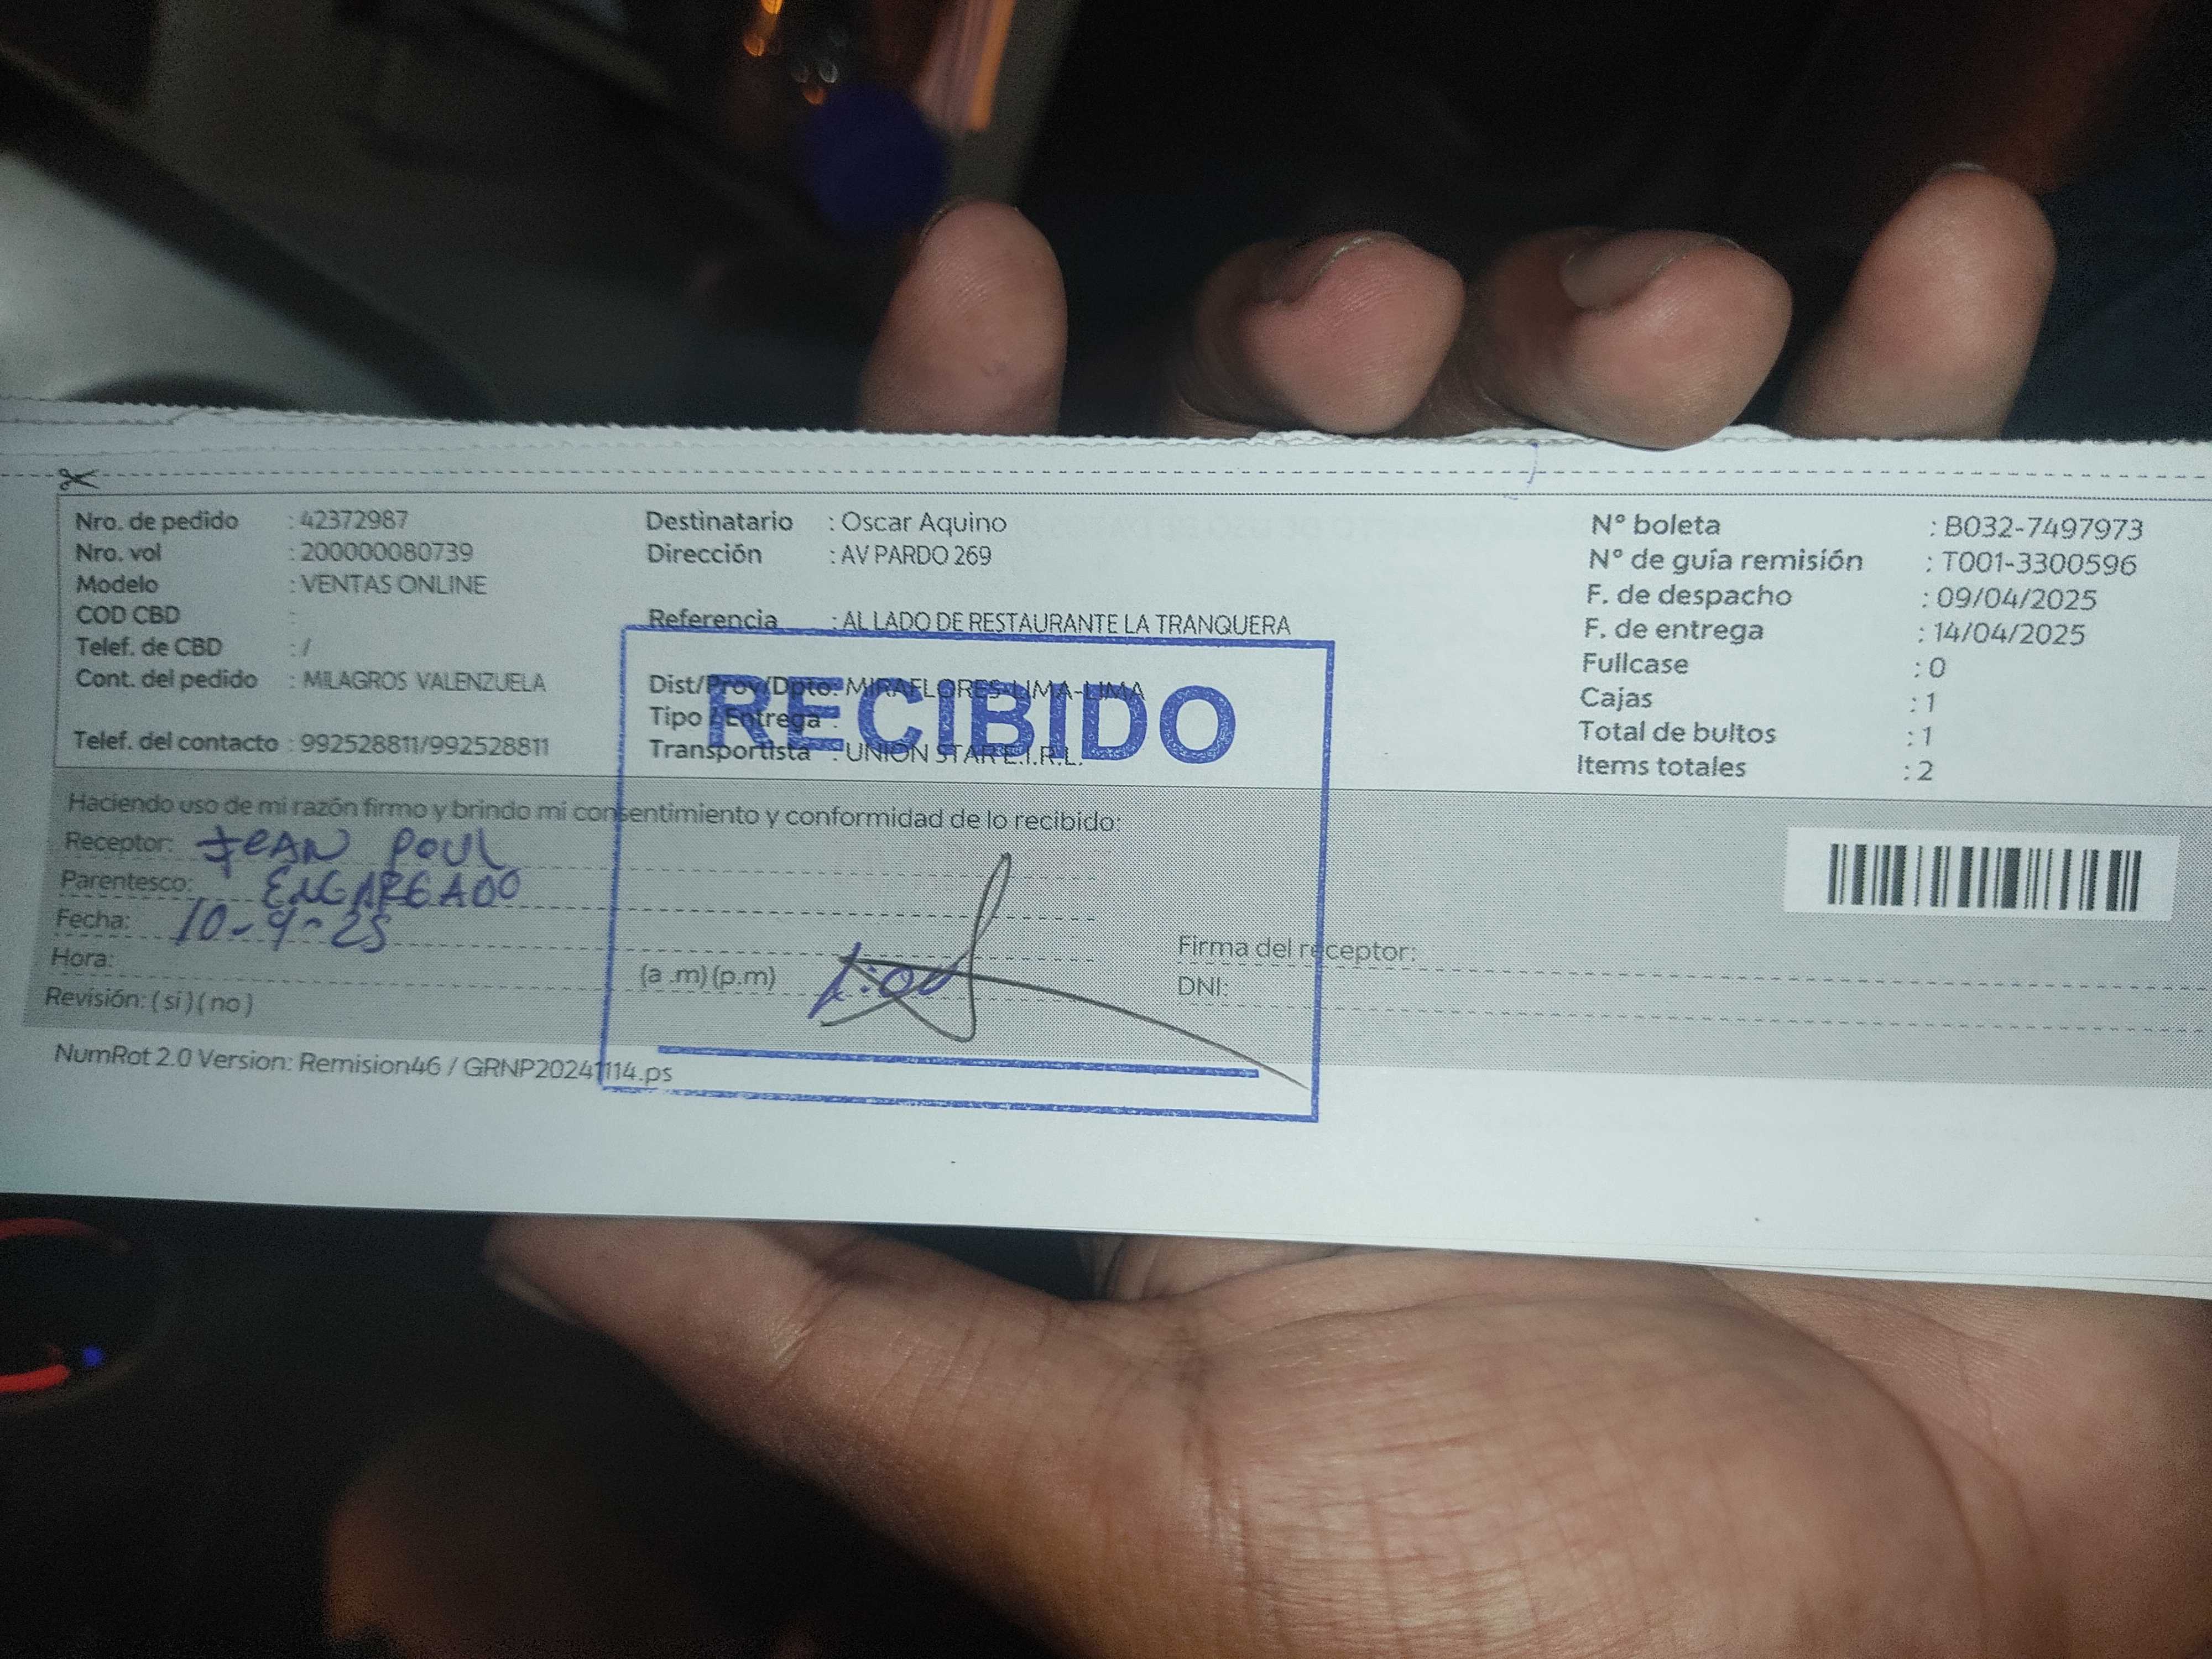 Nro. de pedido : 42372987
Nro. vol : 200000080739
Modelo : VENTAS ONLINE
COD CBD -
Telef. de CBD : /
Cont. del pedido : MILAGROS VALENZUELA
Telef. del contacto : 992528811/992528811
Destinatario : Oscar Aquino
Dirección : AV PARDO 269
Referencia : AL LADO DE RESTAURANTE LA TRANQUERA
Dist/Prov/Dpto: MIRAFLORES-LIMA-LIMA
Tipo / Entrega :
Transportista : UNION STAR E.I.R.L.
RECIBIDO
N° boleta : B032-7497973
N° de guía remisión : T001-3300596
F. de despacho : 09/04/2025
F. de entrega : 14/04/2025
Fullcase : 0
Cajas : 1
Total de bultos : 1
Items totales : 2
Haciendo uso de mi razón firmo y brindo mi consentimiento y conformidad de lo recibido:
Receptor: JEAN POUL
Parentesco: ENCARGADO
Fecha: 10-4-25
Hora: (a .m) (p.m)
Revisión: ( si ) ( no )
Firma del receptor:
DNI:
NumRot 2.0 Version: Remision46 / GRNP20241114.ps